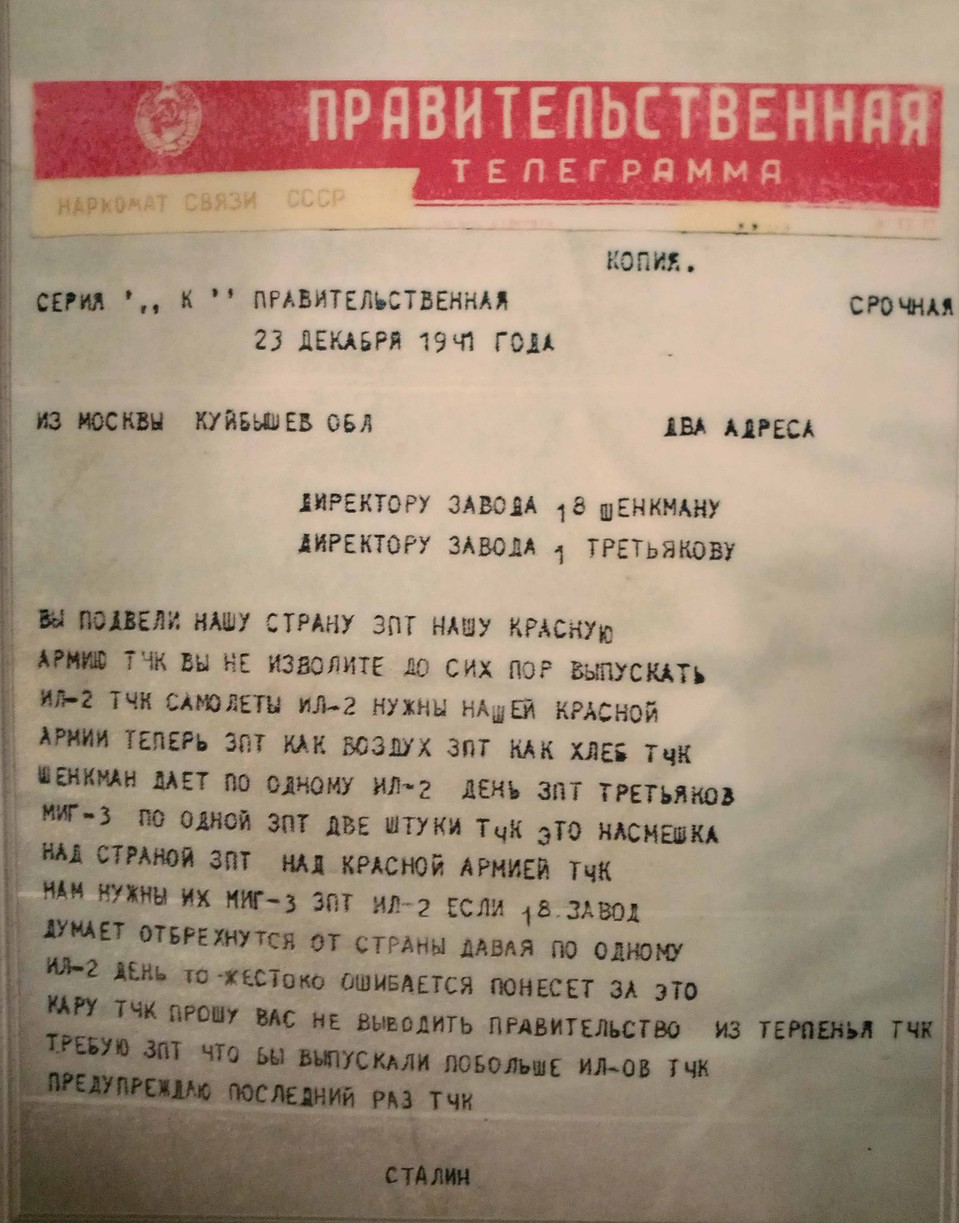 ПРАВИТЕЛЬСТВЕННАЯ
ТЕЛЕГРАММА
НАРКОМАТ СВЯЗИ СССР
КОПИЯ.
СЕРИЯ ',, К '' ПРАВИТЕЛЬСТВЕННАЯ СРОЧНАЯ
23 ДЕКАБРЯ 1941 ГОДА
ИЗ МОСКВЫ КУЙБЫШЕВ ОБЛ ДВА АДРЕСА
ДИРЕКТОРУ ЗАВОДА 18 ШЕНКМАНУ
ДИРЕКТОРУ ЗАВОДА 1 ТРЕТЬЯКОВУ
ВЫ ПОДВЕЛИ НАШУ СТРАНУ ЗПТ НАШУ КРАСНУЮ
АРМИЮ ТЧК ВЫ НЕ ИЗВОЛИТЕ ДО СИХ ПОР ВЫПУСКАТЬ
ИЛ-2 ТЧК САМОЛЕТЫ ИЛ-2 НУЖНЫ НАШЕЙ КРАСНОЙ
АРМИИ ТЕПЕРЬ ЗПТ КАК ВОЗДУХ ЗПТ КАК ХЛЕБ ТЧК
ШЕНКМАН ДАЕТ ПО ОДНОМУ ИЛ-2 ДЕНЬ ЗПТ ТРЕТЬЯКОВ
МИГ-3 ПО ОДНОЙ ЗПТ ДВЕ ШТУКИ ТЧК ЭТО НАСМЕШКА
НАД СТРАНОЙ ЗПТ НАД КРАСНОЙ АРМИЕЙ ТЧК
НАМ НУЖНЫ ИХ МИГ-3 ЗПТ ИЛ-2 ЕСЛИ 18.ЗАВОД
ДУМАЕТ ОТБРЕХНУТСЯ ОТ СТРАНЫ ДАВАЯ ПО ОДНОМУ
ИЛ-2 ДЕНЬ ТО ЖЕСТОКО ОШИБАЕТСЯ ПОНЕСЕТ ЗА ЭТО
КАРУ ТЧК ПРОШУ ВАС НЕ ВЫВОДИТЬ ПРАВИТЕЛЬСТВО ИЗ ТЕРПЕНЬЯ ТЧК
ТРЕБУЮ ЗПТ ЧТО БЫ ВЫПУСКАЛИ ПОБОЛЬШЕ ИЛ-ОВ ТЧК
ПРЕДУПРЕЖДАЮ ПОСЛЕДНИЙ РАЗ ТЧК
СТАЛИН